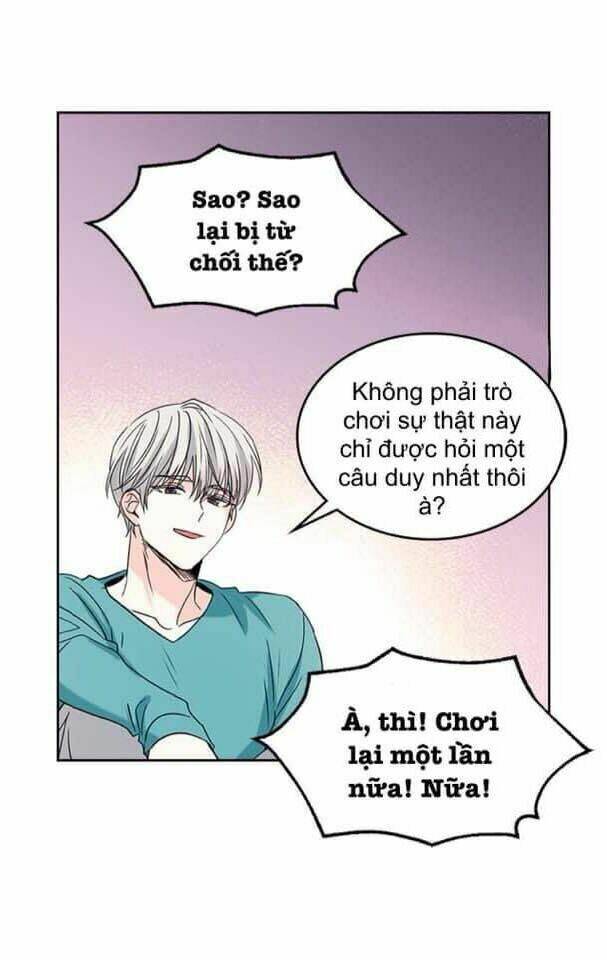 Sao? Sao
lại bị từ
chối thế?
Không phải trò
chơi sự thật này
chỉ được hỏi một
câu duy nhất thôi
à?
À, thì! Chơi
lại một lần
nữa! Nữa!